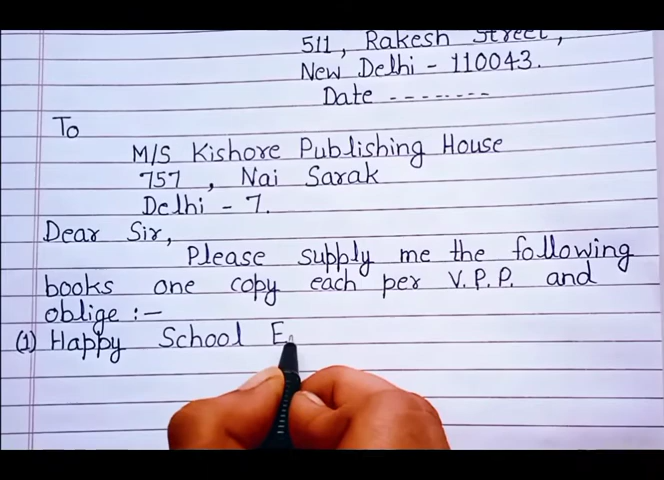 511, Rakesh Street,
New Delhi - 110043.
Date --------
To
M/S Kishore Publishing House
757, Nai Sarak
Delhi - 7.
Dear Sir,
Please supply me the following
books one copy each per V.P.P. and
oblige :-
(1) Happy School E